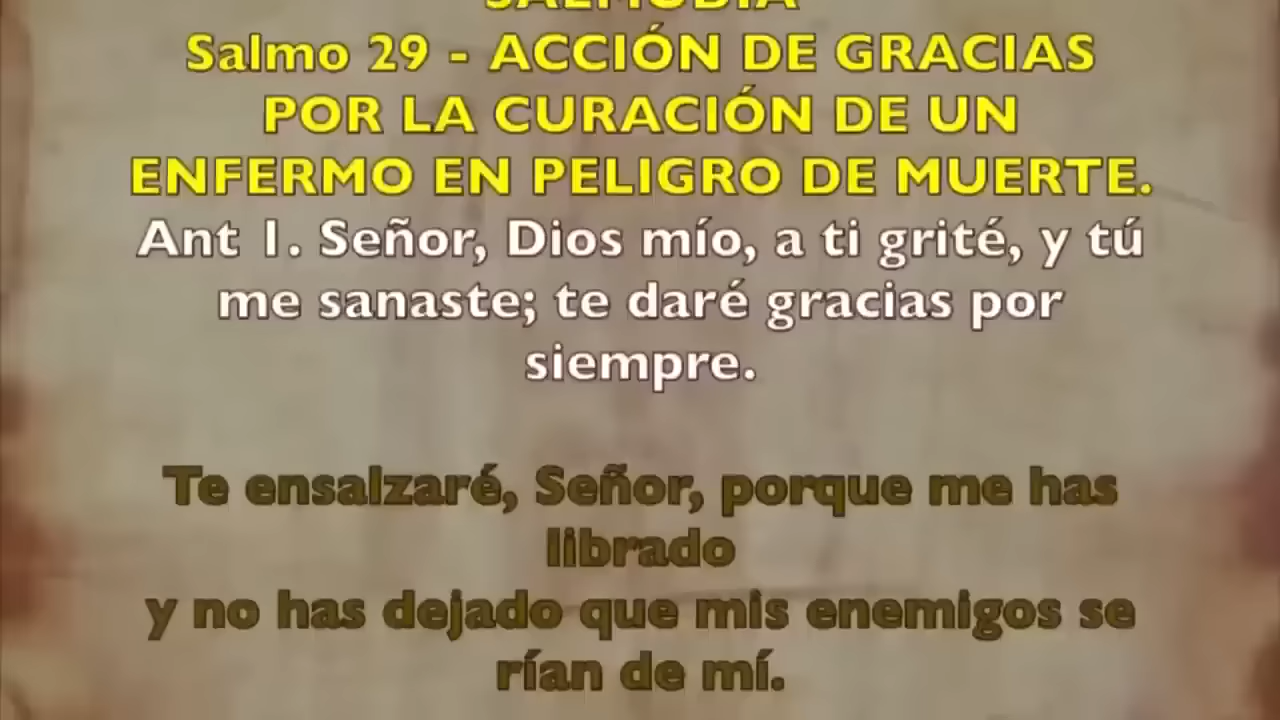 SALMODIA
Salmo 29 - ACCIÓN DE GRACIAS
POR LA CURACIÓN DE UN
ENFERMO EN PELIGRO DE MUERTE.
Ant 1. Señor, Dios mío, a ti grité, y tú
me sanaste; te daré gracias por
siempre.
Te ensalzaré, Señor, porque me has
librado
y no has dejado que mis enemigos se
rían de mí.